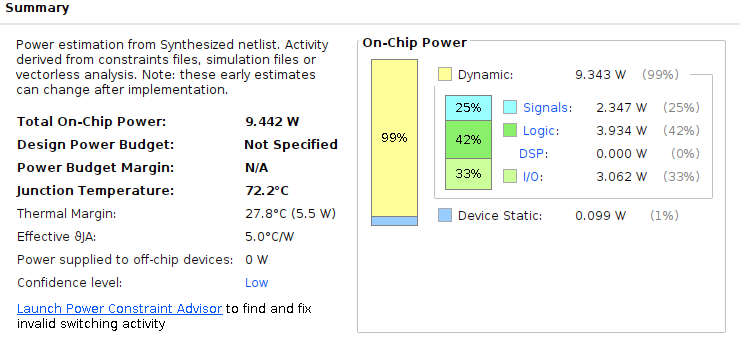 Summary
Power estimation from Synthesized netlist. Activity
derived from constraints files, simulation files or
vectorless analysis. Note: these early estimates
can change after implementation.
Total On-Chip Power: 9.442 W
Design Power Budget: Not Specified
Power Budget Margin: N/A
Junction Temperature: 72.2°C
Thermal Margin: 27.8°C (5.5 W)
Effective ϑJA: 5.0°C/W
Power supplied to off-chip devices: 0 W
Confidence level: Low
Launch Power Constraint Advisor to find and fix
invalid switching activity
On-Chip Power
99%
Dynamic: 9.343 W (99%)
25% Signals: 2.347 W (25%)
42% Logic: 3.934 W (42%)
DSP: 0.000 W (0%)
33% I/O: 3.062 W (33%)
Device Static: 0.099 W (1%)